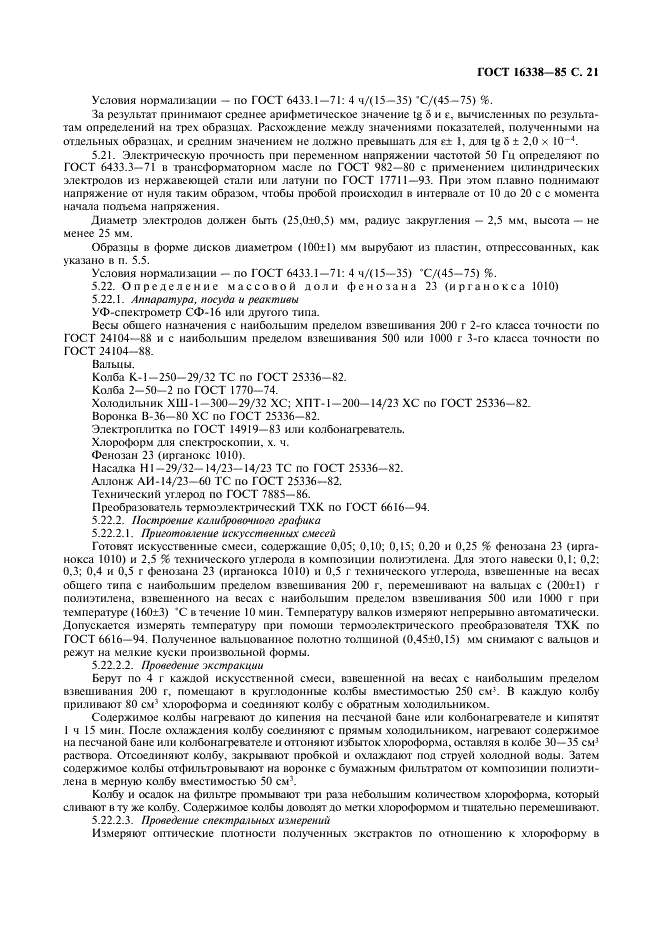 ГОСТ 16338—85 С. 21
Условия нормализации — по ГОСТ 6433.1—71: 4 ч/(15—35) °С/(45—75) %.
За результат принимают среднее арифметическое значение tg δ и ε, вычисленных по результа-
там определений на трех образцах. Расхождение между значениями показателей, полученными на
отдельных образцах, и средним значением не должно превышать для ε± 1, для tg δ ± 2,0 × 10⁻⁴.
5.21. Электрическую прочность при переменном напряжении частотой 50 Гц определяют по
ГОСТ 6433.3—71 в трансформаторном масле по ГОСТ 982—80 с применением цилиндрических
электродов из нержавеющей стали или латуни по ГОСТ 17711—93. При этом плавно поднимают
напряжение от нуля таким образом, чтобы пробой происходил в интервале от 10 до 20 с с момента
начала подъема напряжения.
Диаметр электродов должен быть (25,0±0,5) мм, радиус закругления — 2,5 мм, высота — не
менее 25 мм.
Образцы в форме дисков диаметром (100±1) мм вырубают из пластин, отпрессованных, как
указано в п. 5.5.
Условия нормализации — по ГОСТ 6433.1—71: 4 ч/(15—35) °С/(45—75) %.
5.22. Определение массовой доли фенозана 23 (ирганокса 1010)
5.22.1. Аппаратура, посуда и реактивы
УФ-спектрометр СФ-16 или другого типа.
Весы общего назначения с наибольшим пределом взвешивания 200 г 2-го класса точности по
ГОСТ 24104—88 и с наибольшим пределом взвешивания 500 или 1000 г 3-го класса точности по
ГОСТ 24104—88.
Вальцы.
Колба К-1—250—29/32 ТС по ГОСТ 25336—82.
Колба 2—50—2 по ГОСТ 1770—74.
Холодильник ХШ-1—300—29/32 ХС; ХПТ-1—200—14/23 ХС по ГОСТ 25336—82.
Воронка В-36—80 ХС по ГОСТ 25336—82.
Электроплитка по ГОСТ 14919—83 или колбонагреватель.
Хлороформ для спектроскопии, х. ч.
Фенозан 23 (ирганокс 1010).
Насадка Н1—29/32—14/23—14/23 ТС по ГОСТ 25336—82.
Аллонж АИ-14/23—60 ТС по ГОСТ 25336—82.
Технический углерод по ГОСТ 7885—86.
Преобразователь термоэлектрический ТХК по ГОСТ 6616—94.
5.22.2. Построение калибровочного графика
5.22.2.1. Приготовление искусственных смесей
Готовят искусственные смеси, содержащие 0,05; 0,10; 0,15; 0,20 и 0,25 % фенозана 23 (ирга-
нокса 1010) и 2,5 % технического углерода в композиции полиэтилена. Для этого навески 0,1; 0,2;
0,3; 0,4 и 0,5 г фенозана 23 (ирганокса 1010) и 0,5 г технического углерода, взвешенные на весах
общего типа с наибольшим пределом взвешивания 200 г, перемешивают на вальцах с (200±1) г
полиэтилена, взвешенного на весах с наибольшим пределом взвешивания 500 или 1000 г при
температуре (160±3) °С в течение 10 мин. Температуру валков измеряют непрерывно автоматически.
Допускается измерять температуру при помощи термоэлектрического преобразователя ТХК по
ГОСТ 6616—94. Полученное вальцованное полотно толщиной (0,45±0,15) мм снимают с вальцов и
режут на мелкие куски произвольной формы.
5.22.2.2. Проведение экстракции
Берут по 4 г каждой искусственной смеси, взвешенной на весах с наибольшим пределом
взвешивания 200 г, помещают в круглодонные колбы вместимостью 250 см³. В каждую колбу
приливают 80 см³ хлороформа и соединяют колбу с обратным холодильником.
Содержимое колбы нагревают до кипения на песчаной бане или колбонагревателе и кипятят
1 ч 15 мин. После охлаждения колбу соединяют с прямым холодильником, нагревают содержимое
на песчаной бане или колбонагревателе и отгоняют избыток хлороформа, оставляя в колбе 30—35 см³
раствора. Отсоединяют колбу, закрывают пробкой и охлаждают под струей холодной воды. Затем
содержимое колбы отфильтровывают на воронке с бумажным фильтратом от композиции полиэти-
лена в мерную колбу вместимостью 50 см³.
Колбу и осадок на фильтре промывают три раза небольшим количеством хлороформа, который
сливают в ту же колбу. Содержимое колбы доводят до метки хлороформом и тщательно перемешивают.
5.22.2.3. Проведение спектральных измерений
Измеряют оптические плотности полученных экстрактов по отношению к хлороформу в